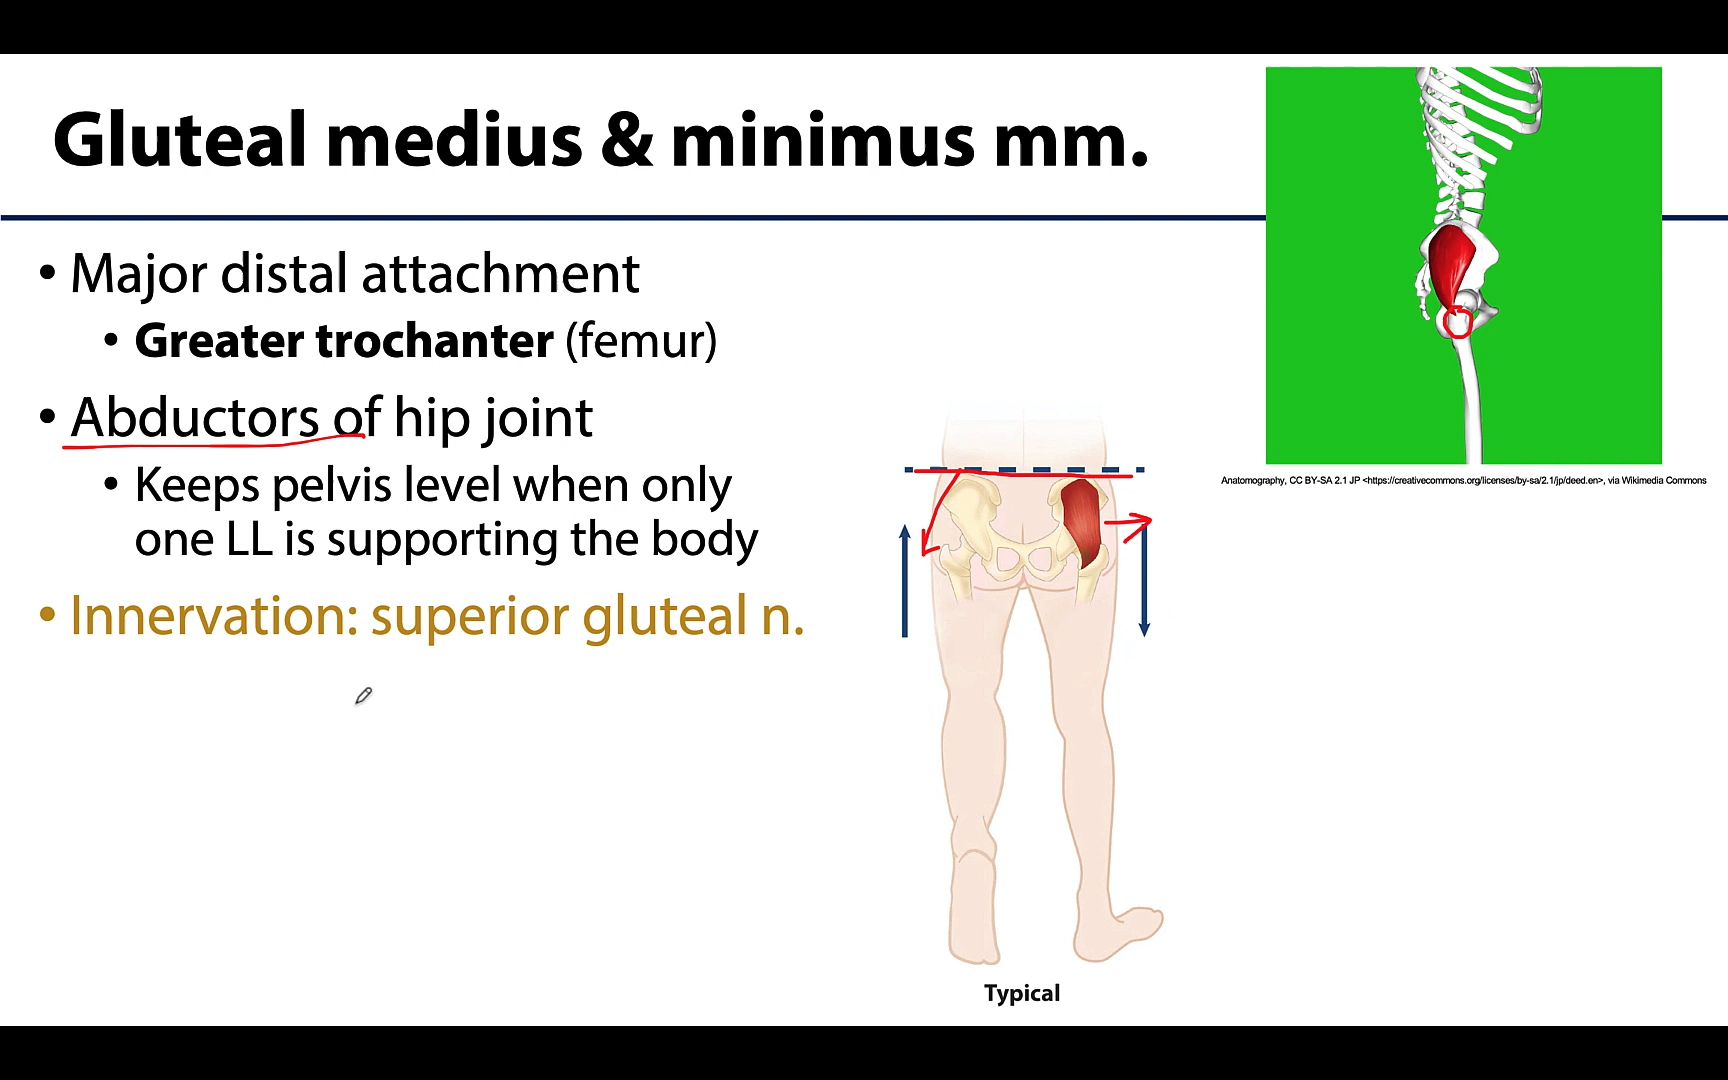 Gluteal medius & minimus mm.
• Major distal attachment
• Greater trochanter (femur)
• Abductors of hip joint
• Keeps pelvis level when only
one LL is supporting the body
• Innervation: superior gluteal n.
Anatomography, CC BY-SA 2.1 JP <https://creativecommons.org/licenses/by-sa/2.1/jp/deed.en>, via Wikimedia Commons
Typical